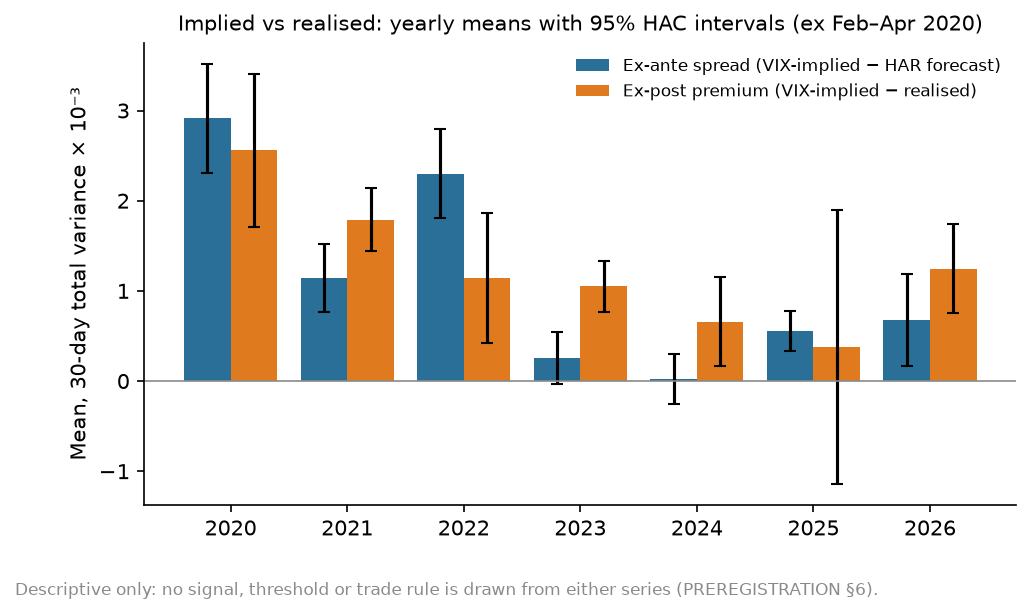 Implied vs realised: yearly means with 95% HAC intervals (ex Feb–Apr 2020)
Ex-ante spread (VIX-implied − HAR forecast)
Ex-post premium (VIX-implied − realised)
Mean, 30-day total variance × 10⁻³
3
2
1
0
−1
2020 2021 2022 2023 2024 2025 2026
Descriptive only: no signal, threshold or trade rule is drawn from either series (PREREGISTRATION §6).